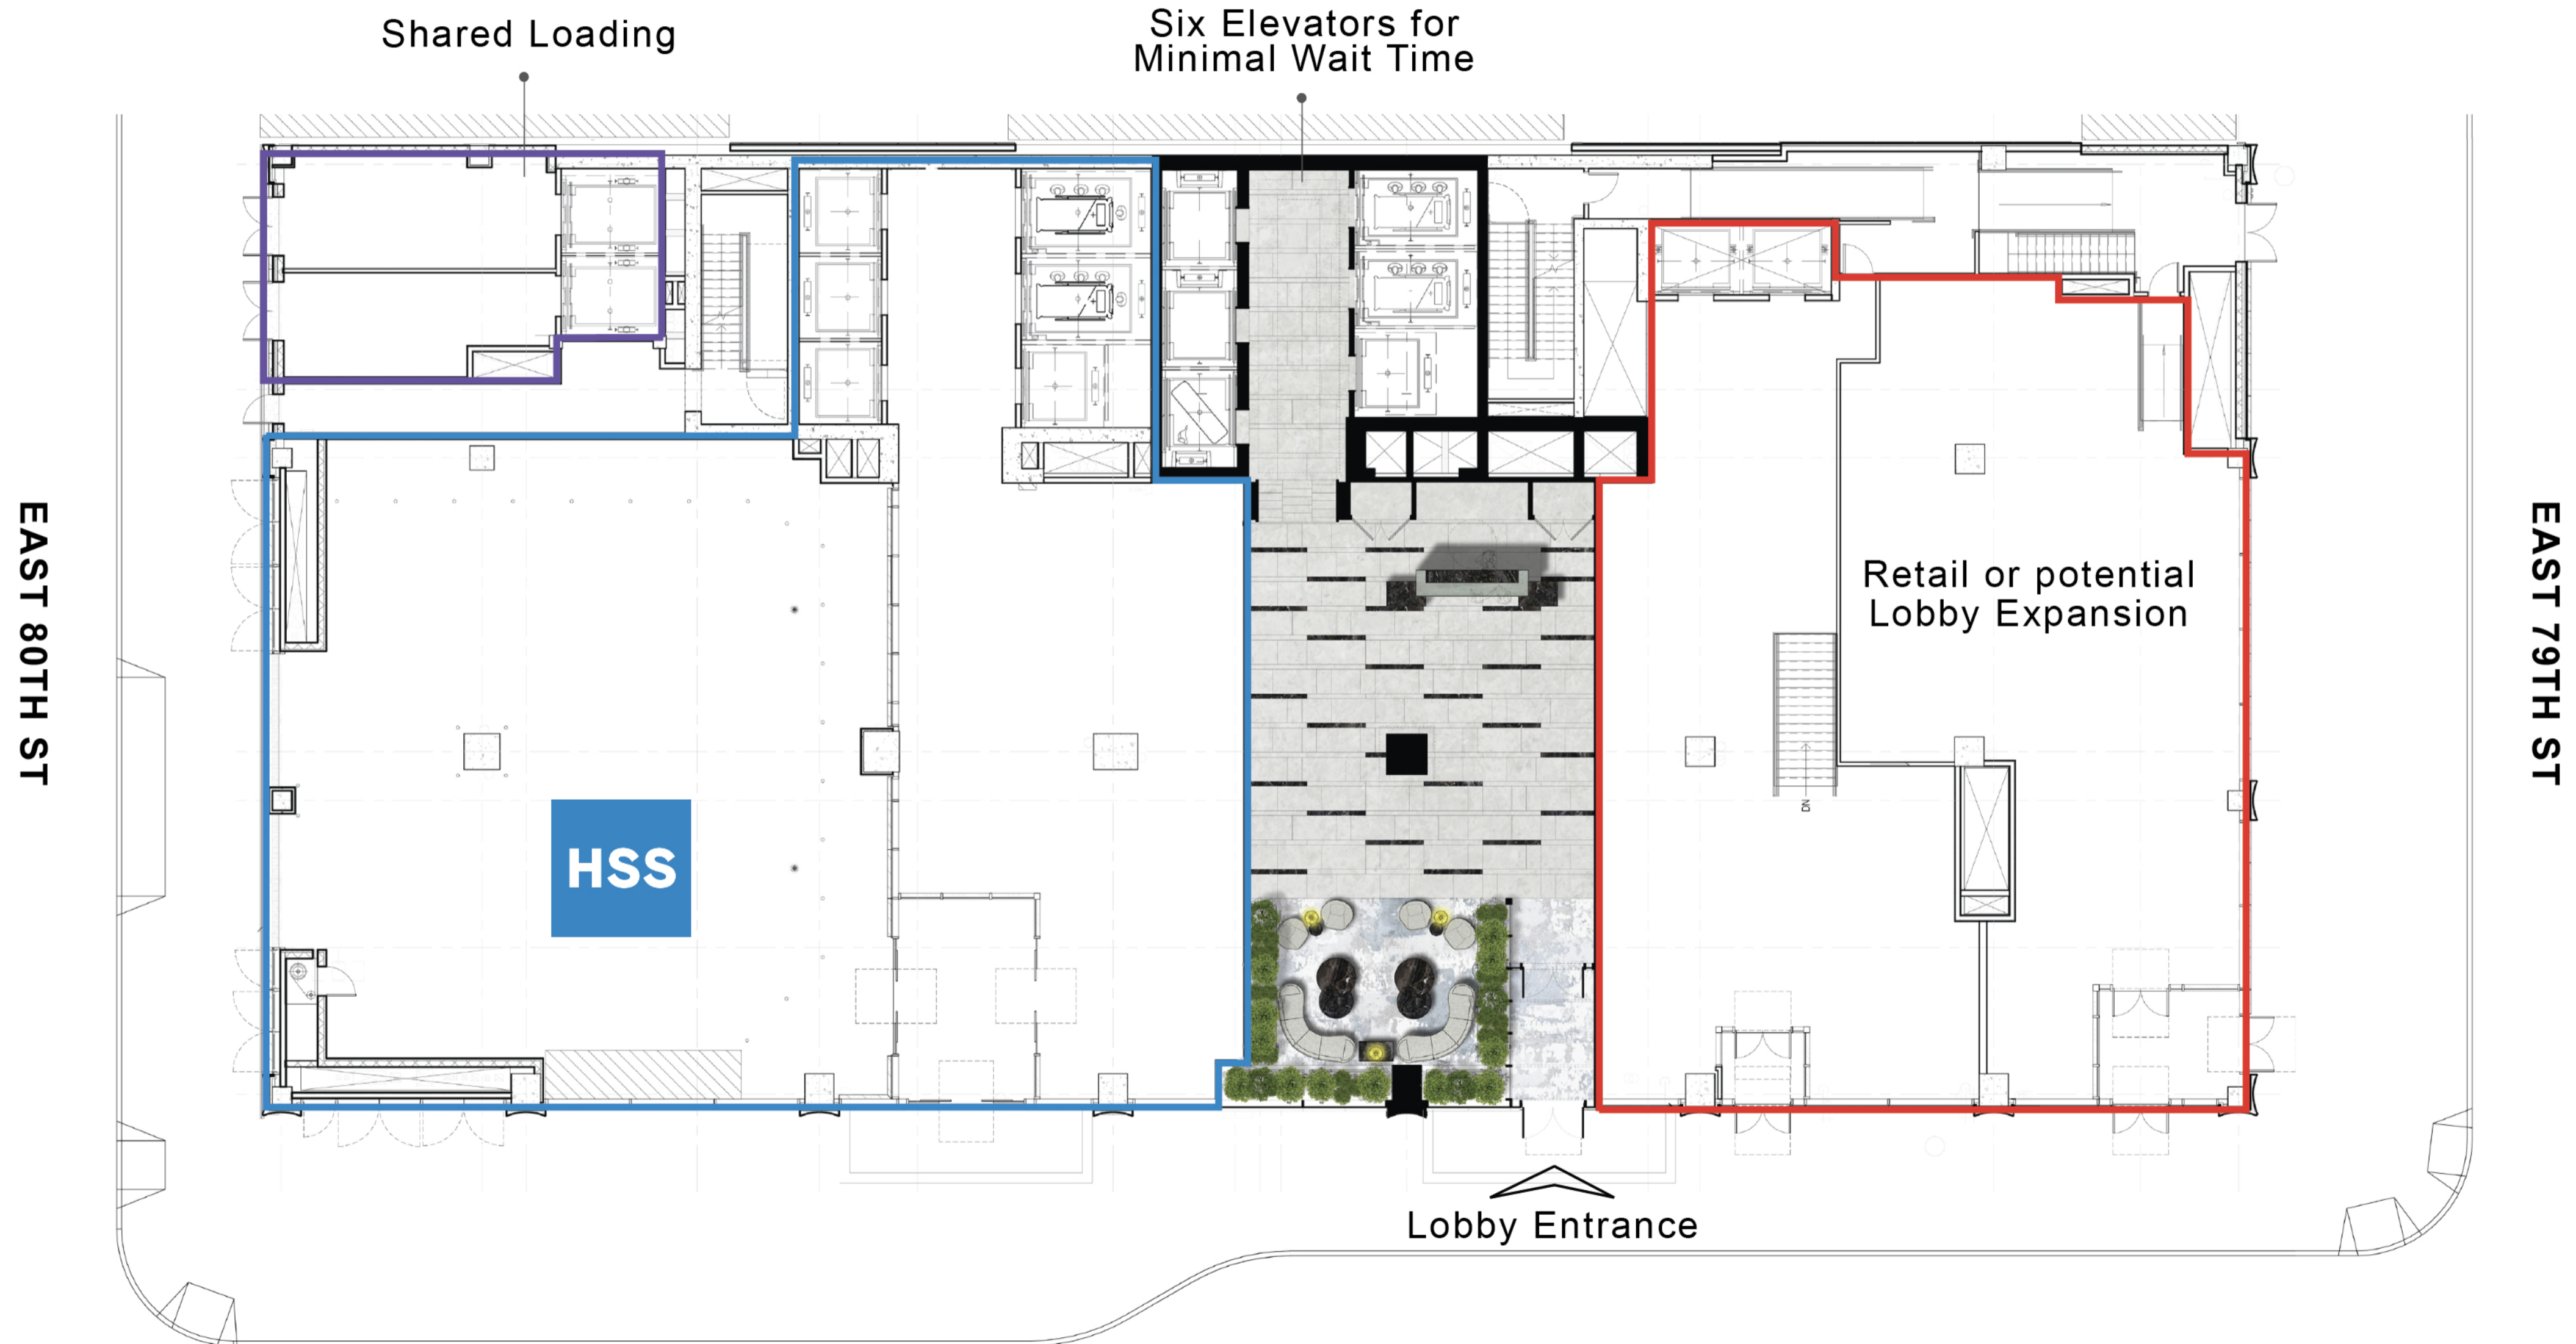 Shared Loading
Six Elevators for
Minimal Wait Time
EAST 80TH ST
EAST 79TH ST
Retail or potential
Lobby Expansion
DN
HSS
Lobby Entrance